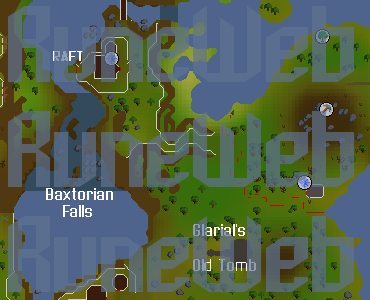 RuneWeb
RAFT
RuneWeb
Baxtorian
Falls
Glarial's
RuneWeb
Old Tomb